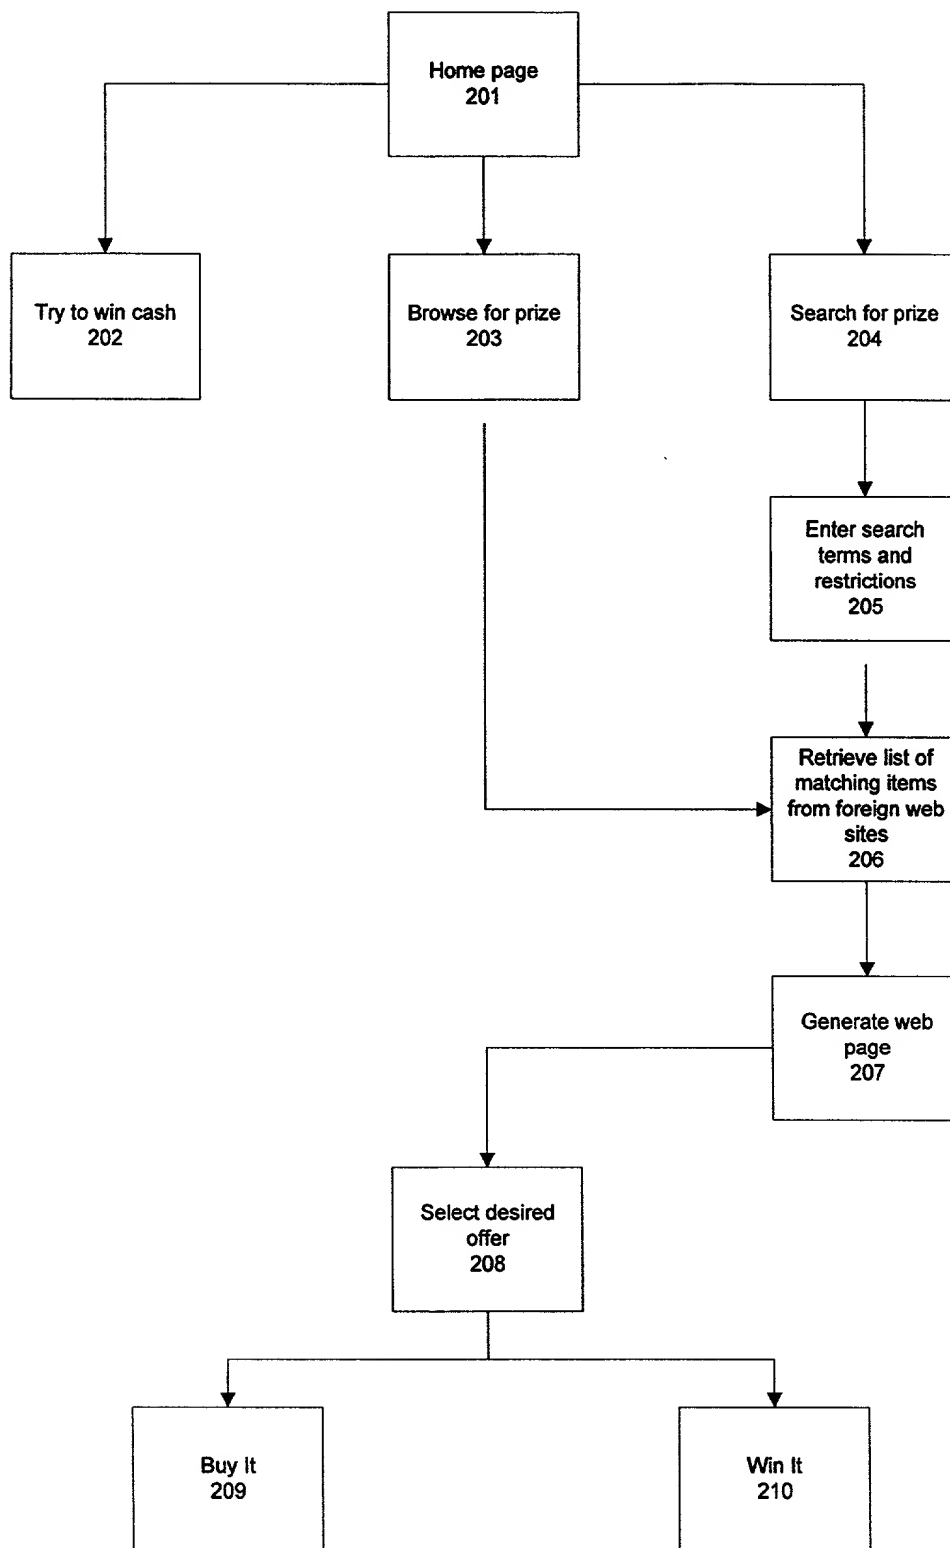 Home page
201
Try to win cash
202
Browse for prize
203
Search for prize
204
Enter search
terms and
restrictions
205
Retrieve list of
matching items
from foreign web
sites
206
Generate web
page
207
Select desired
offer
208
Buy It
209
Win It
210